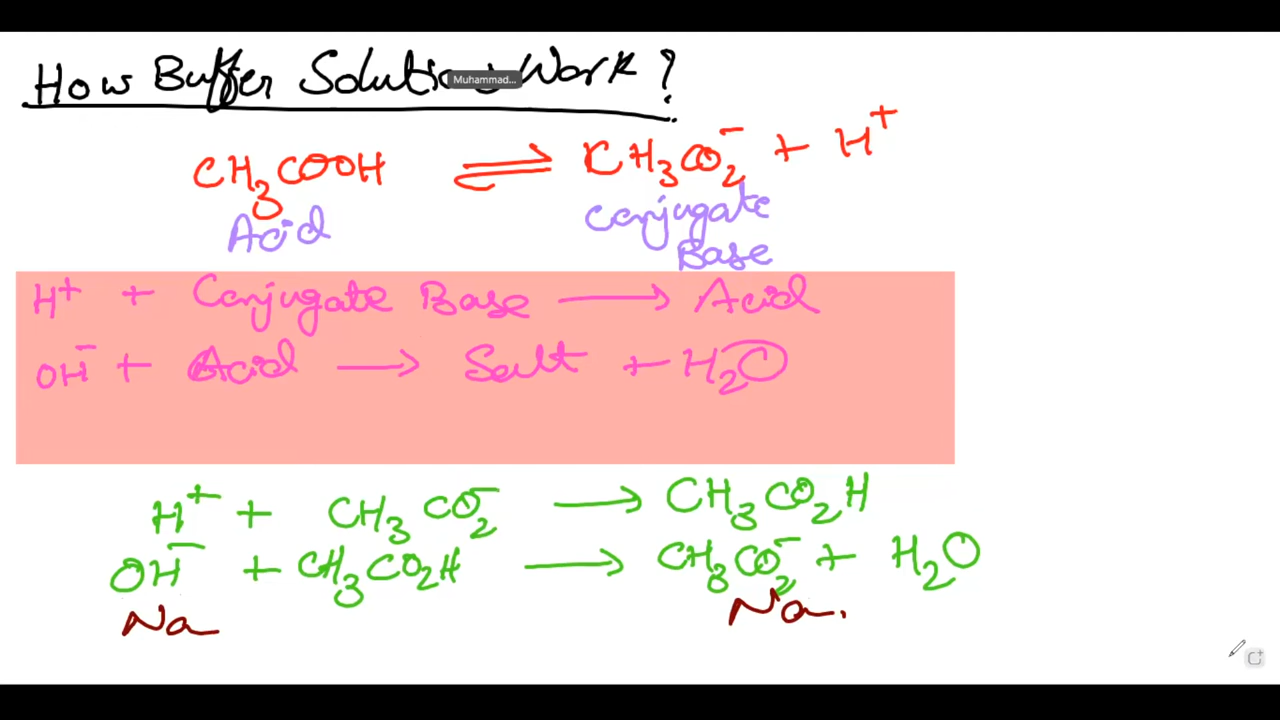 How Buffer Solutions Work?
Muhammad...
CH₃COOH ⇌ CH₃CO₂⁻ + H⁺
Acid Conjugate Base
H⁺ + Conjugate Base → Acid
OH⁻ + Acid → Salt + H₂O
H⁺ + CH₃CO₂⁻ → CH₃CO₂H
OH⁻ + CH₃CO₂H → CH₃CO₂⁻ + H₂O
Na Na.